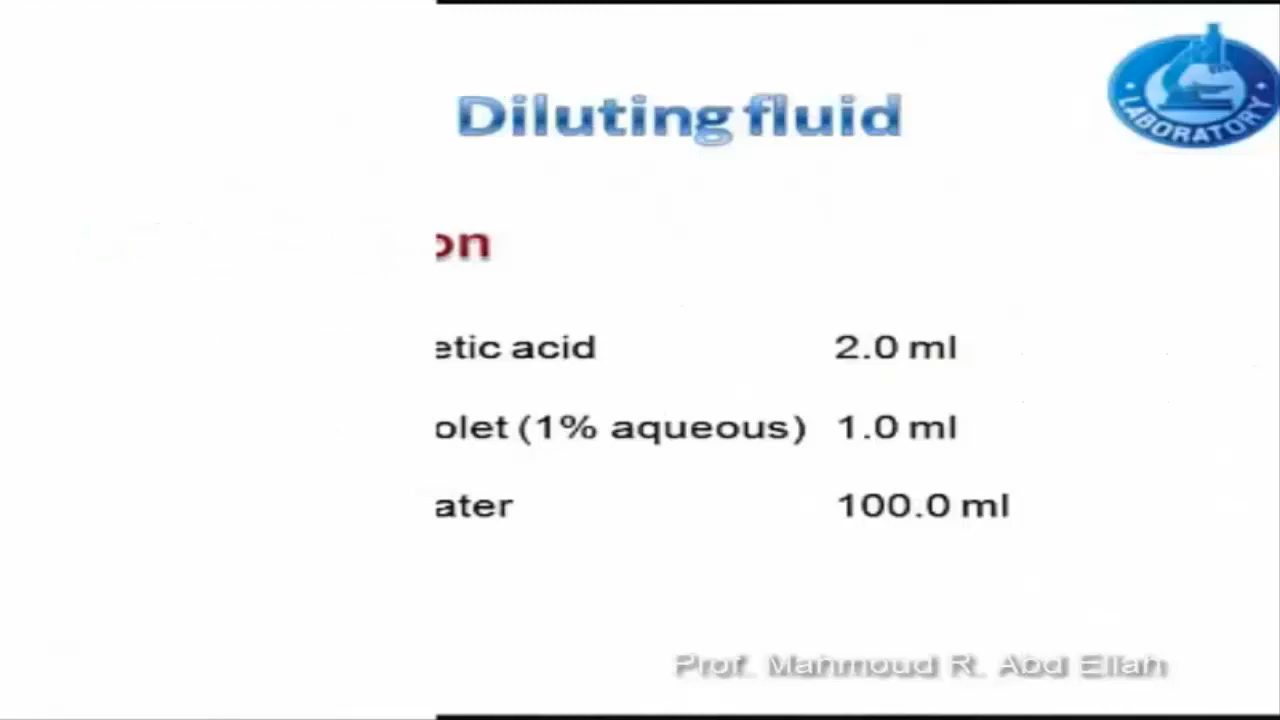 Diluting fluid
LABORATORY
on
etic acid 2.0 ml
olet (1% aqueous) 1.0 ml
ater 100.0 ml
Prof. Mahmoud R. Abd Ellah